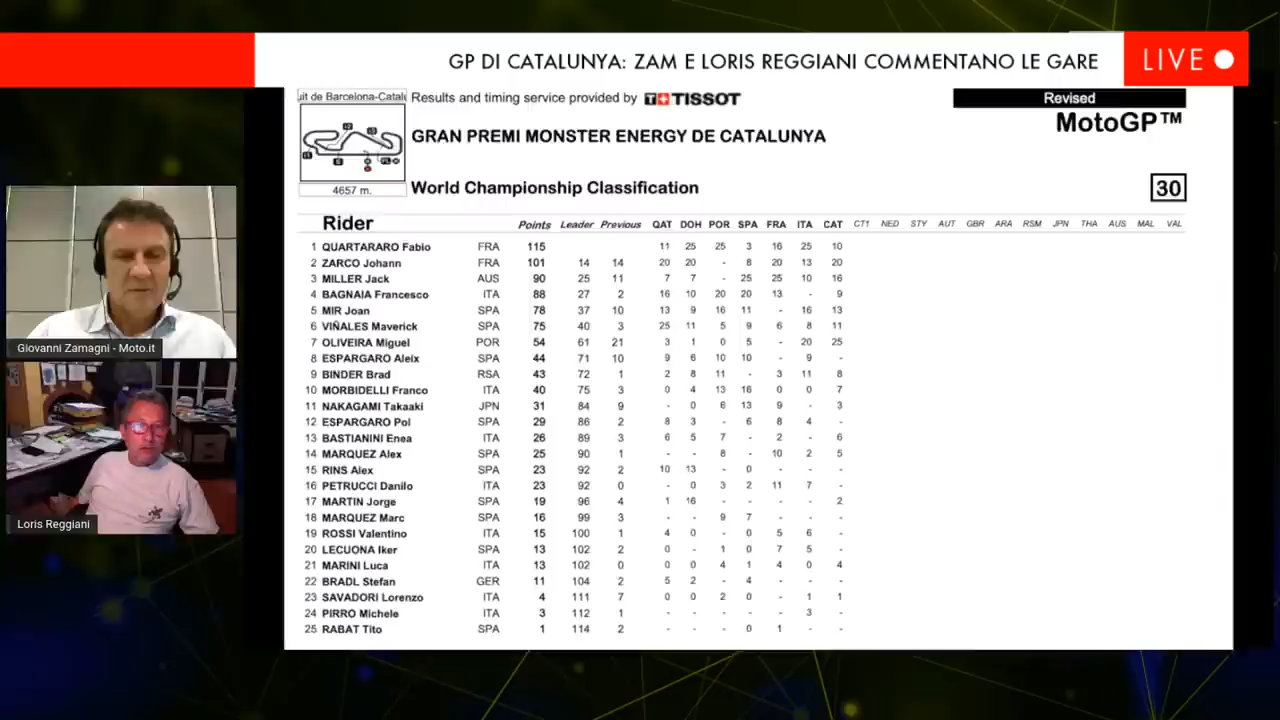 GP DI CATALUNYA: ZAM E LORIS REGGIANI COMMENTANO LE GARE
LIVE
uit de Barcelona-Catalu
Results and timing service provided by TISSOT
Revised
MotoGP™
GRAN PREMI MONSTER ENERGY DE CATALUNYA
4657 m.
World Championship Classification
30
Rider Points Leader Previous QAT DOH POR SPA FRA ITA CAT CT1 NED STY AUT GBR ARA RSM JPN THA AUS MAL VAL
1 QUARTARARO Fabio FRA 115 11 25 25 3 16 25 10
2 ZARCO Johann FRA 101 14 14 20 20 - 8 20 13 20
3 MILLER Jack AUS 90 25 11 7 7 - 25 25 10 16
4 BAGNAIA Francesco ITA 88 27 2 16 10 20 20 13 - 9
5 MIR Joan SPA 78 37 10 13 9 16 11 - 16 13
6 VIÑALES Maverick SPA 75 40 3 25 11 5 9 6 8 11
7 OLIVEIRA Miguel POR 54 61 21 3 1 0 5 - 20 25
8 ESPARGARO Aleix SPA 44 71 10 9 6 10 10 - 9 -
9 BINDER Brad RSA 43 72 1 2 8 11 - 3 11 8
10 MORBIDELLI Franco ITA 40 75 3 0 4 13 16 0 0 7
11 NAKAGAMI Takaaki JPN 31 84 9 - 0 6 13 9 - 3
12 ESPARGARO Pol SPA 29 86 2 8 3 - 6 8 4 -
13 BASTIANINI Enea ITA 26 89 3 6 5 7 - 2 - 6
14 MARQUEZ Alex SPA 25 90 1 - - 8 - 10 2 5
15 RINS Alex SPA 23 92 2 10 13 - 0 - - -
16 PETRUCCI Danilo ITA 23 92 0 - 0 3 2 11 7 -
17 MARTIN Jorge SPA 19 96 4 1 16 - - - - 2
18 MARQUEZ Marc SPA 16 99 3 - - 9 7 - - -
19 ROSSI Valentino ITA 15 100 1 4 0 - 0 5 6 -
20 LECUONA Iker SPA 13 102 2 0 - 1 0 7 5 -
21 MARINI Luca ITA 13 102 0 0 0 4 1 4 0 4
22 BRADL Stefan GER 11 104 2 5 2 - 4 - - -
23 SAVADORI Lorenzo ITA 4 111 7 0 0 2 0 - 1 1
24 PIRRO Michele ITA 3 112 1 - - - - - 3 -
25 RABAT Tito SPA 1 114 2 - - - 0 1 - -
Giovanni Zamagni - Moto.it
Loris Reggiani